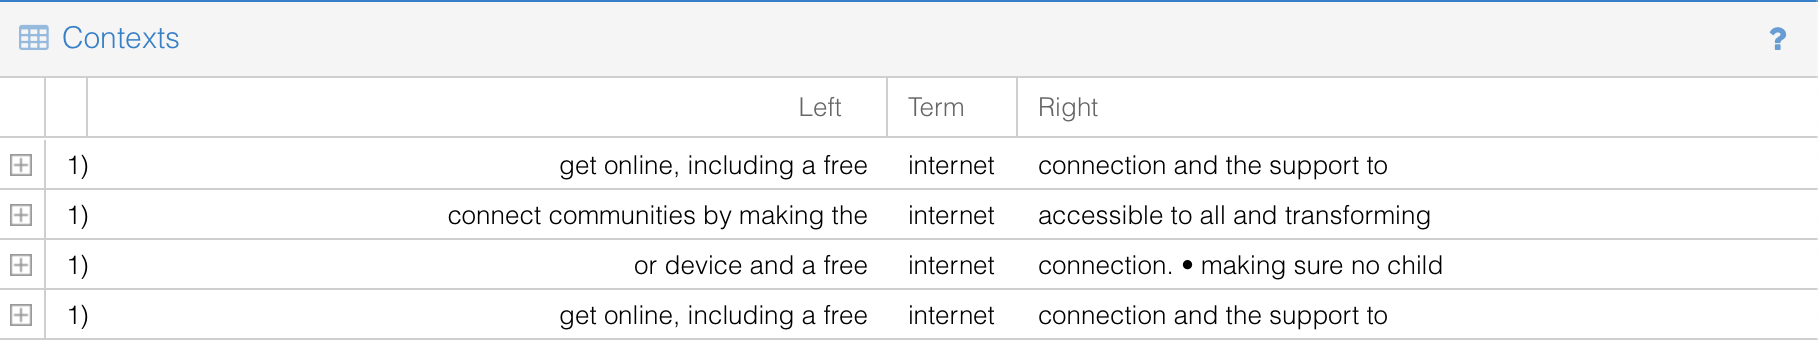 Contexts ?
Left Term Right
1) get online, including a free internet connection and the support to
1) connect communities by making the internet accessible to all and transforming
1) or device and a free internet connection. • making sure no child
1) get online, including a free internet connection and the support to